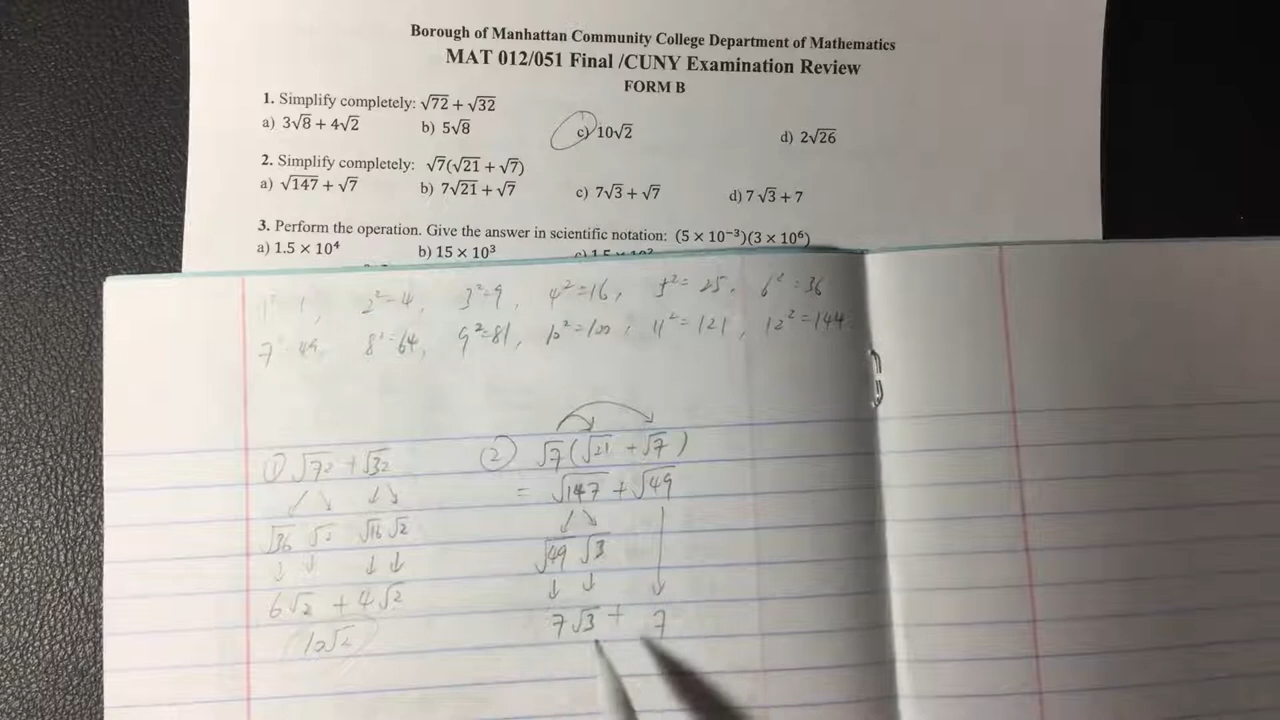 Borough of Manhattan Community College Department of Mathematics
MAT 012/051 Final /CUNY Examination Review
FORM B
1. Simplify completely: √72 + √32
a) 3√8 + 4√2 b) 5√8 c) 10√2 d) 2√26
2. Simplify completely: √7(√21 + √7)
a) √147 + √7 b) 7√21 + √7 c) 7√3 + √7 d) 7√3 + 7
3. Perform the operation. Give the answer in scientific notation: (5 × 10⁻³)(3 × 10⁶)
a) 1.5 × 10⁴ b) 15 × 10³
1 1, 2²=4, 3²=9, 4²=16, 5²=25, 6²=36
7² 49, 8²=64, 9²=81, 10²=100, 11²=121, 12²=144
① √72 + √32
√36 √2 √16 √2
6√2 + 4√2
10√2
② √7(√21 + √7)
= √147 + √49
√49 √3
7√3 + 7